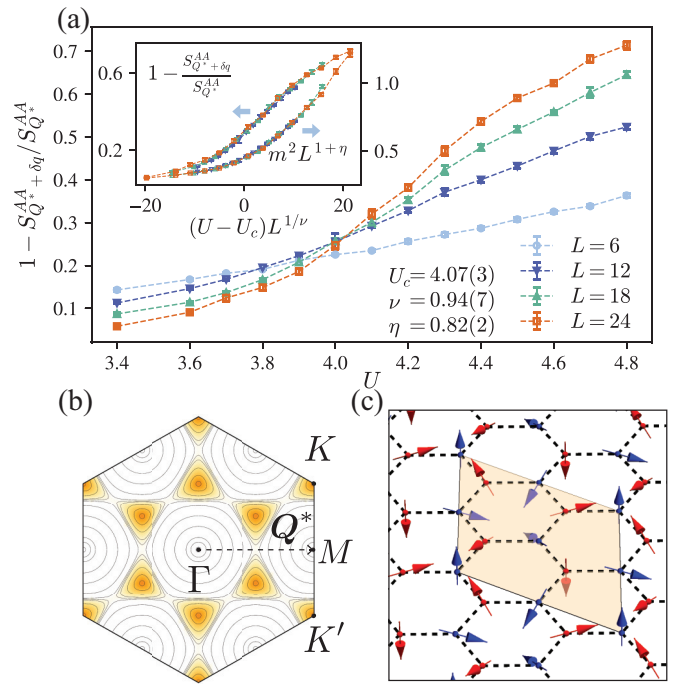 (a)
0.7
0.6
0.5
0.4
0.3
0.2
0.1
1 − S^{AA}_{Q*+δq}/S^{AA}_{Q*}
0.6
0.2
1 − S^{AA}_{Q*+δq}/S^{AA}_{Q*}
1.0
0.5
m²L^{1+η}
−20 0 20
(U − U_c)L^{1/ν}
U_c=4.07(3)
ν =0.94(7)
η =0.82(2)
L=6
L=12
L=18
L=24
3.4 3.6 3.8 4.0 4.2 4.4 4.6 4.8
U
(b)
K
Q*
M
Γ
K′
(c)